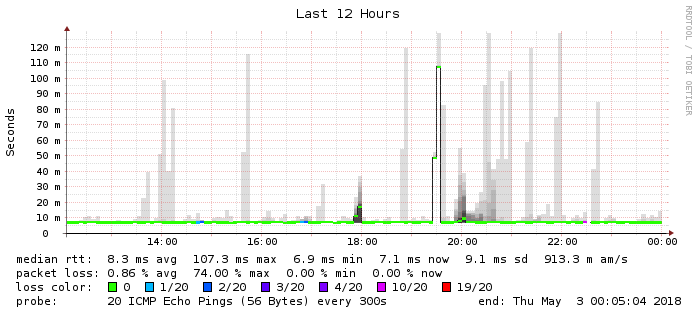 Last 12 Hours
RRDTOOL / TOBI OETIKER
Seconds
120 m
110 m
100 m
90 m
80 m
70 m
60 m
50 m
40 m
30 m
20 m
10 m
0
14:00 16:00 18:00 20:00 22:00 00:00
median rtt: 8.3 ms avg 107.3 ms max 6.9 ms min 7.1 ms now 9.1 ms sd 913.3 m am/s
packet loss: 0.86 % avg 74.00 % max 0.00 % min 0.00 % now
loss color: 0 1/20 2/20 3/20 4/20 10/20 19/20
probe: 20 ICMP Echo Pings (56 Bytes) every 300s end: Thu May 3 00:05:04 2018